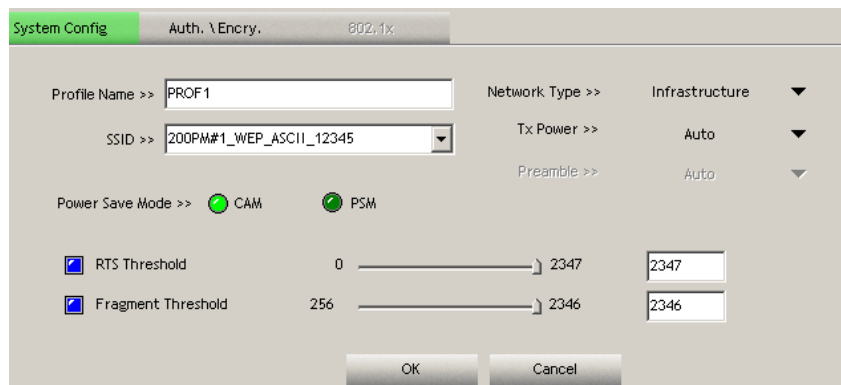 System Config Auth. \ Encry. 802.1x
Profile Name >> PROF1 Network Type >> Infrastructure
SSID >> 200PM#1_WEP_ASCII_12345 Tx Power >> Auto
Preamble >> Auto
Power Save Mode >> CAM PSM
RTS Threshold 0 2347 2347
Fragment Threshold 256 2346 2346
OK Cancel